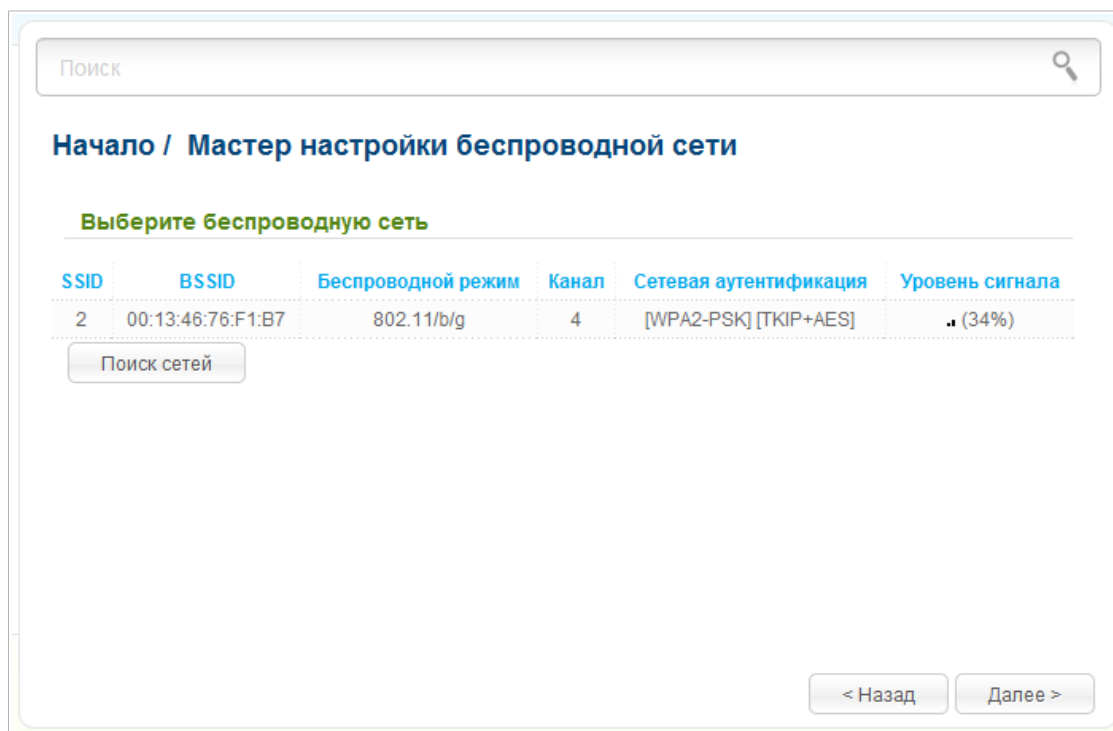 Поиск
Начало / Мастер настройки беспроводной сети
Выберите беспроводную сеть
SSID BSSID Беспроводной режим Канал Сетевая аутентификация Уровень сигнала
2 00:13:46:76:F1:B7 802.11/b/g 4 [WPA2-PSK] [TKIP+AES] (34%)
Поиск сетей
< Назад Далее >